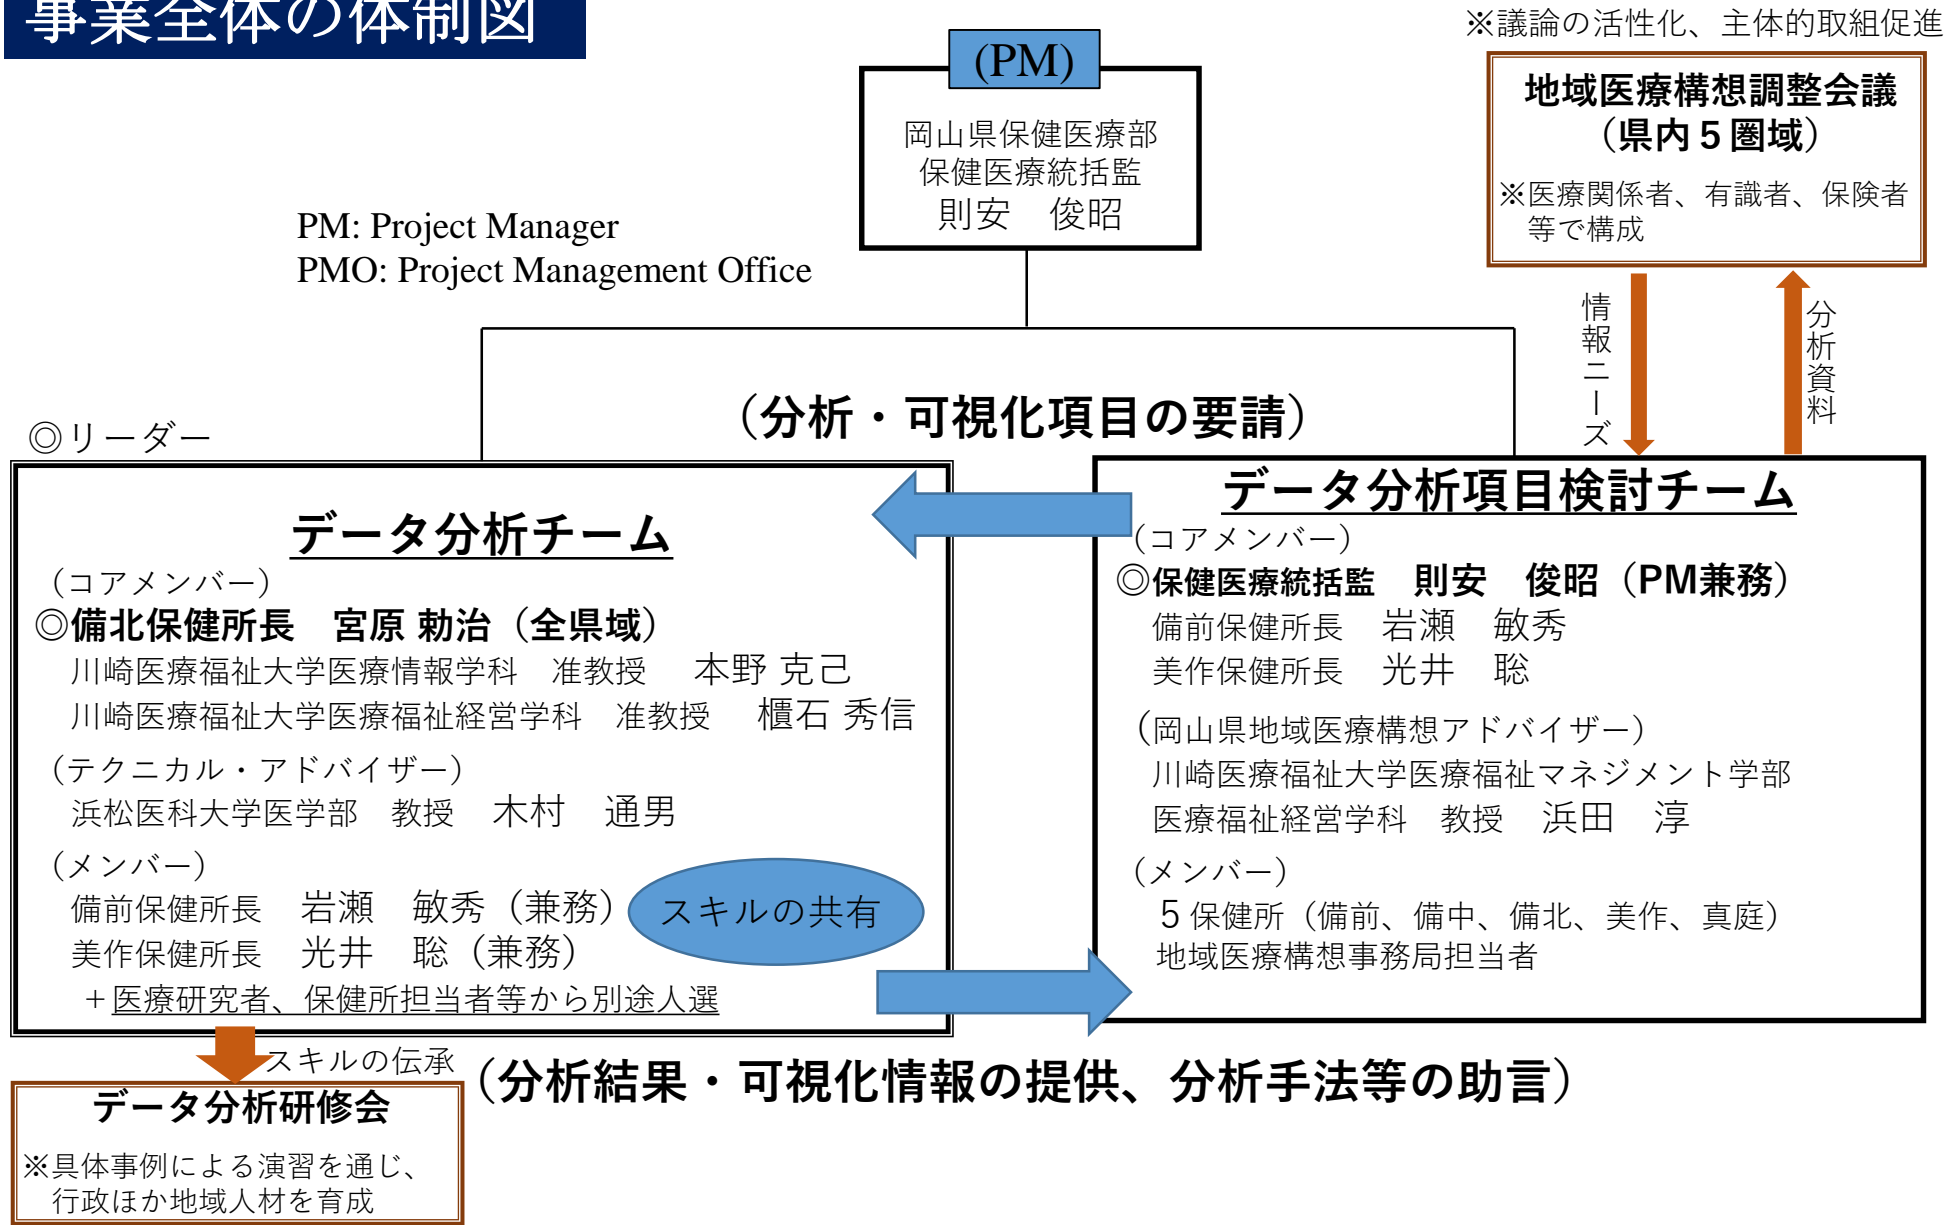 事業全体の体制図
※議論の活性化、主体的取組促進
(PM)
岡山県保健医療部
保健医療統括監
則安　俊昭
地域医療構想調整会議
（県内５圏域）
※医療関係者、有識者、保険者
等で構成
PM: Project Manager
PMO: Project Management Office
情報ニーズ
分析資料
（分析・可視化項目の要請）
◎リーダー
データ分析チーム
（コアメンバー）
◎備北保健所長　宮原 勅治（全県域）
川崎医療福祉大学医療情報学科　准教授　本野 克己
川崎医療福祉大学医療福祉経営学科　准教授　櫃石 秀信
（テクニカル・アドバイザー）
浜松医科大学医学部　教授　木村　通男
（メンバー）
備前保健所長　岩瀬　敏秀（兼務）
美作保健所長　光井　聡（兼務）
＋医療研究者、保健所担当者等から別途人選
スキルの共有
データ分析項目検討チーム
（コアメンバー）
◎保健医療統括監　則安　俊昭（PM兼務）
備前保健所長　岩瀬　敏秀
美作保健所長　光井　聡
（岡山県地域医療構想アドバイザー）
川崎医療福祉大学医療福祉マネジメント学部
医療福祉経営学科　教授　浜田　淳
（メンバー）
５保健所（備前、備中、備北、美作、真庭）
地域医療構想事務局担当者
スキルの伝承
（分析結果・可視化情報の提供、分析手法等の助言）
データ分析研修会
※具体事例による演習を通じ、
行政ほか地域人材を育成